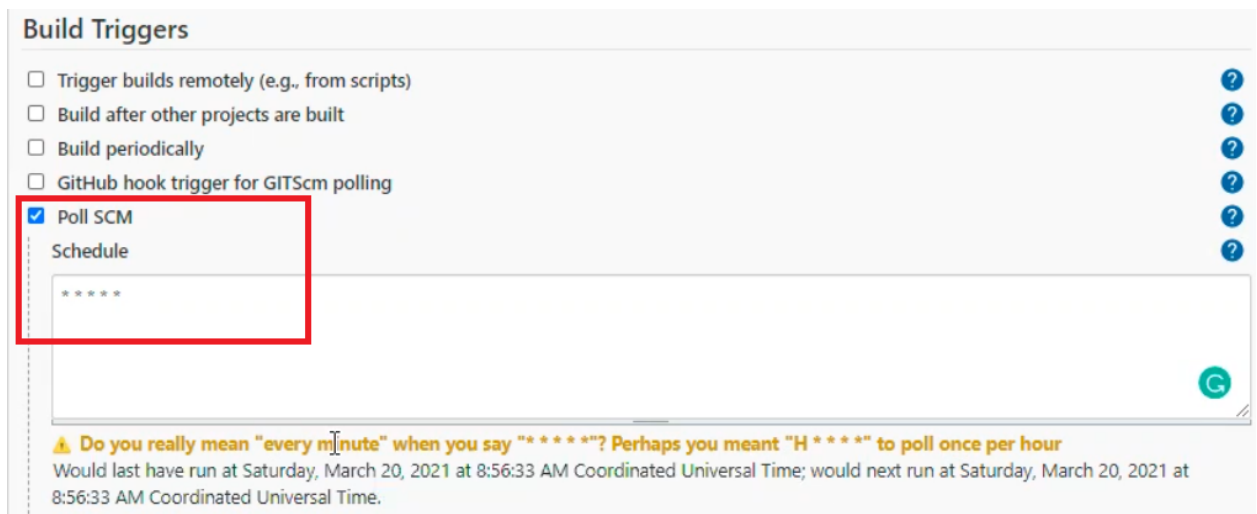 Build Triggers
Trigger builds remotely (e.g., from scripts)
Build after other projects are built
Build periodically
GitHub hook trigger for GITScm polling
Poll SCM
Schedule
* * * * *
Do you really mean "every minute" when you say "* * * * *"? Perhaps you meant "H * * * *" to poll once per hour
Would last have run at Saturday, March 20, 2021 at 8:56:33 AM Coordinated Universal Time; would next run at Saturday, March 20, 2021 at
8:56:33 AM Coordinated Universal Time.